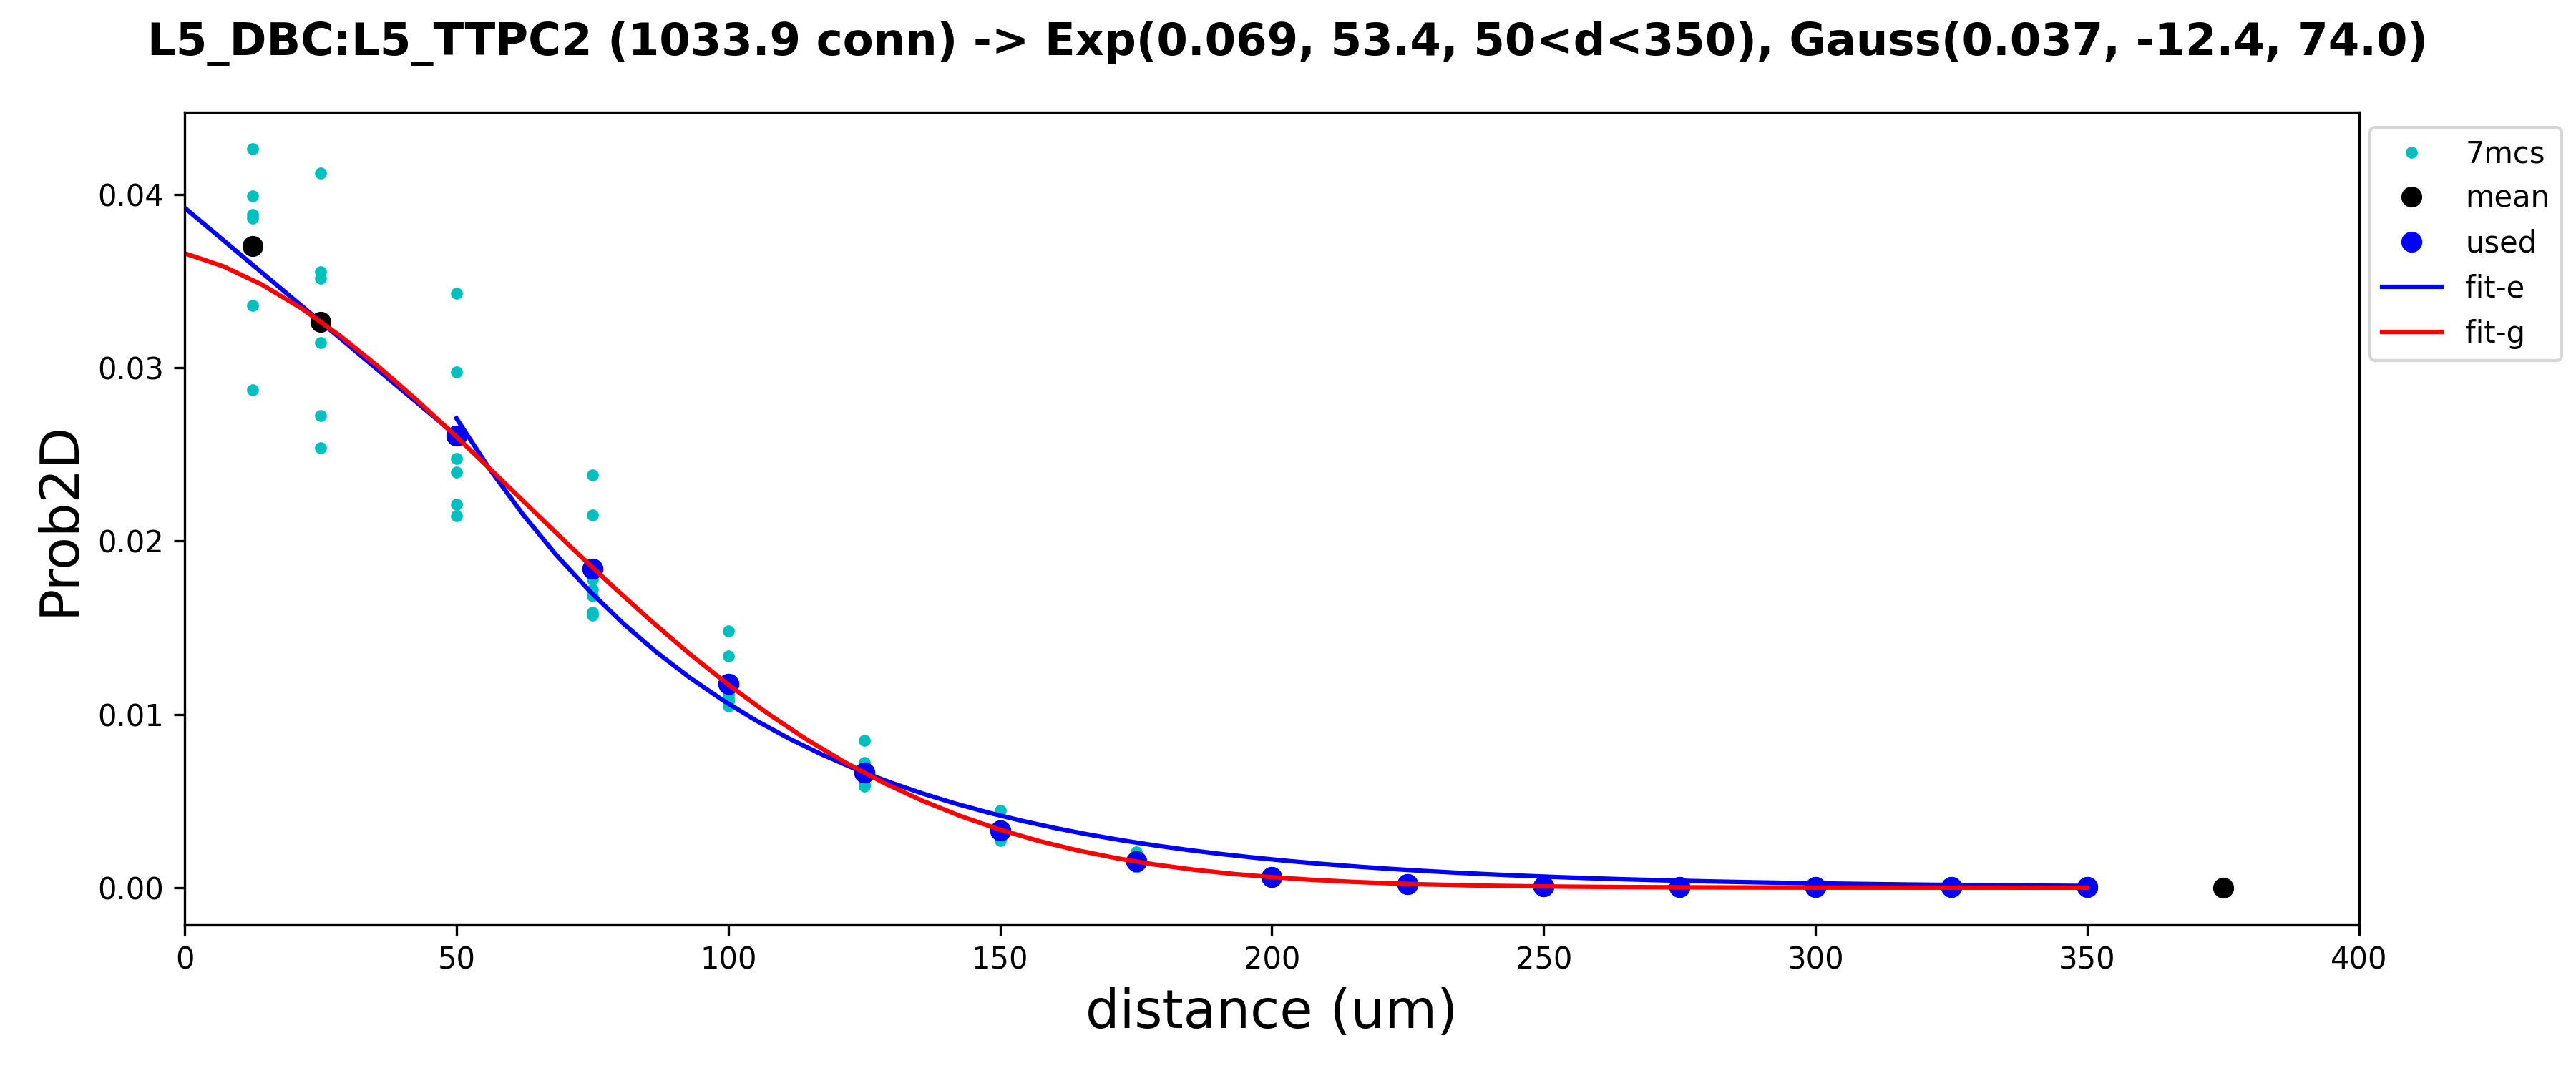 L5_DBC:L5_TTPC2 (1033.9 conn) -> Exp(0.069, 53.4, 50<d<350), Gauss(0.037, -12.4, 74.0)
7mcs
mean
used
fit-e
fit-g
Prob2D
0.04
0.03
0.02
0.01
0.00
0 50 100 150 200 250 300 350 400
distance (um)